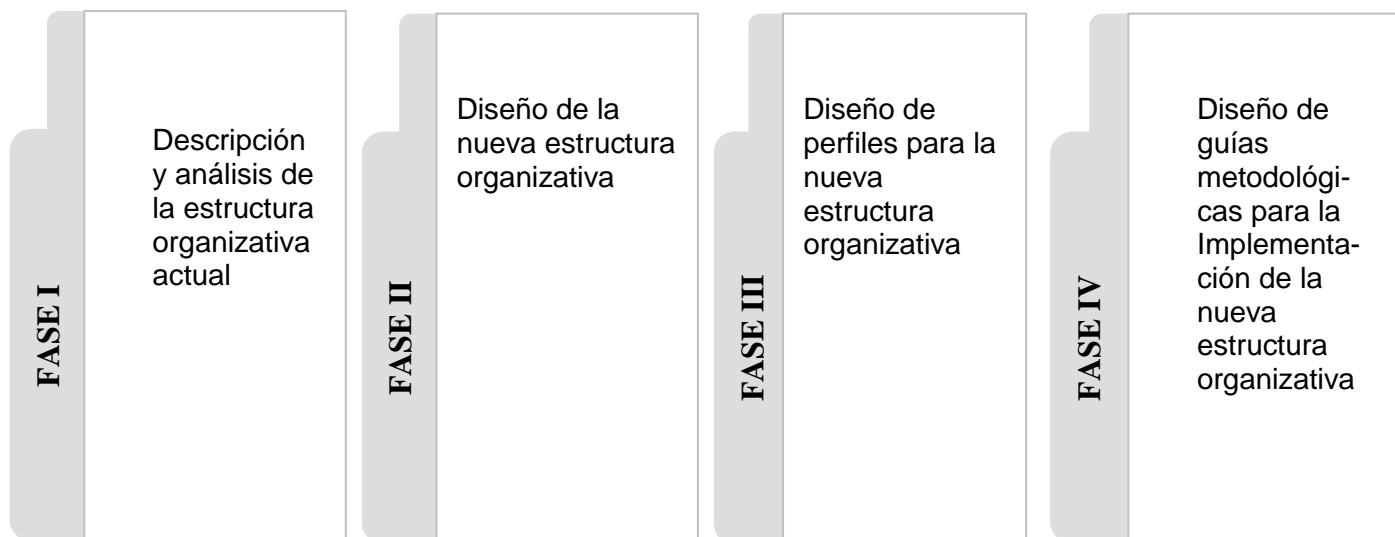 FASE I
Descripción
y análisis de
la estructura
organizativa
actual
FASE II
Diseño de la
nueva estructura
organizativa
FASE III
Diseño de
perfiles para la
nueva
estructura
organizativa
FASE IV
Diseño de
guías
metodológi-
cas para la
Implementa-
ción de la
nueva
estructura
organizativa